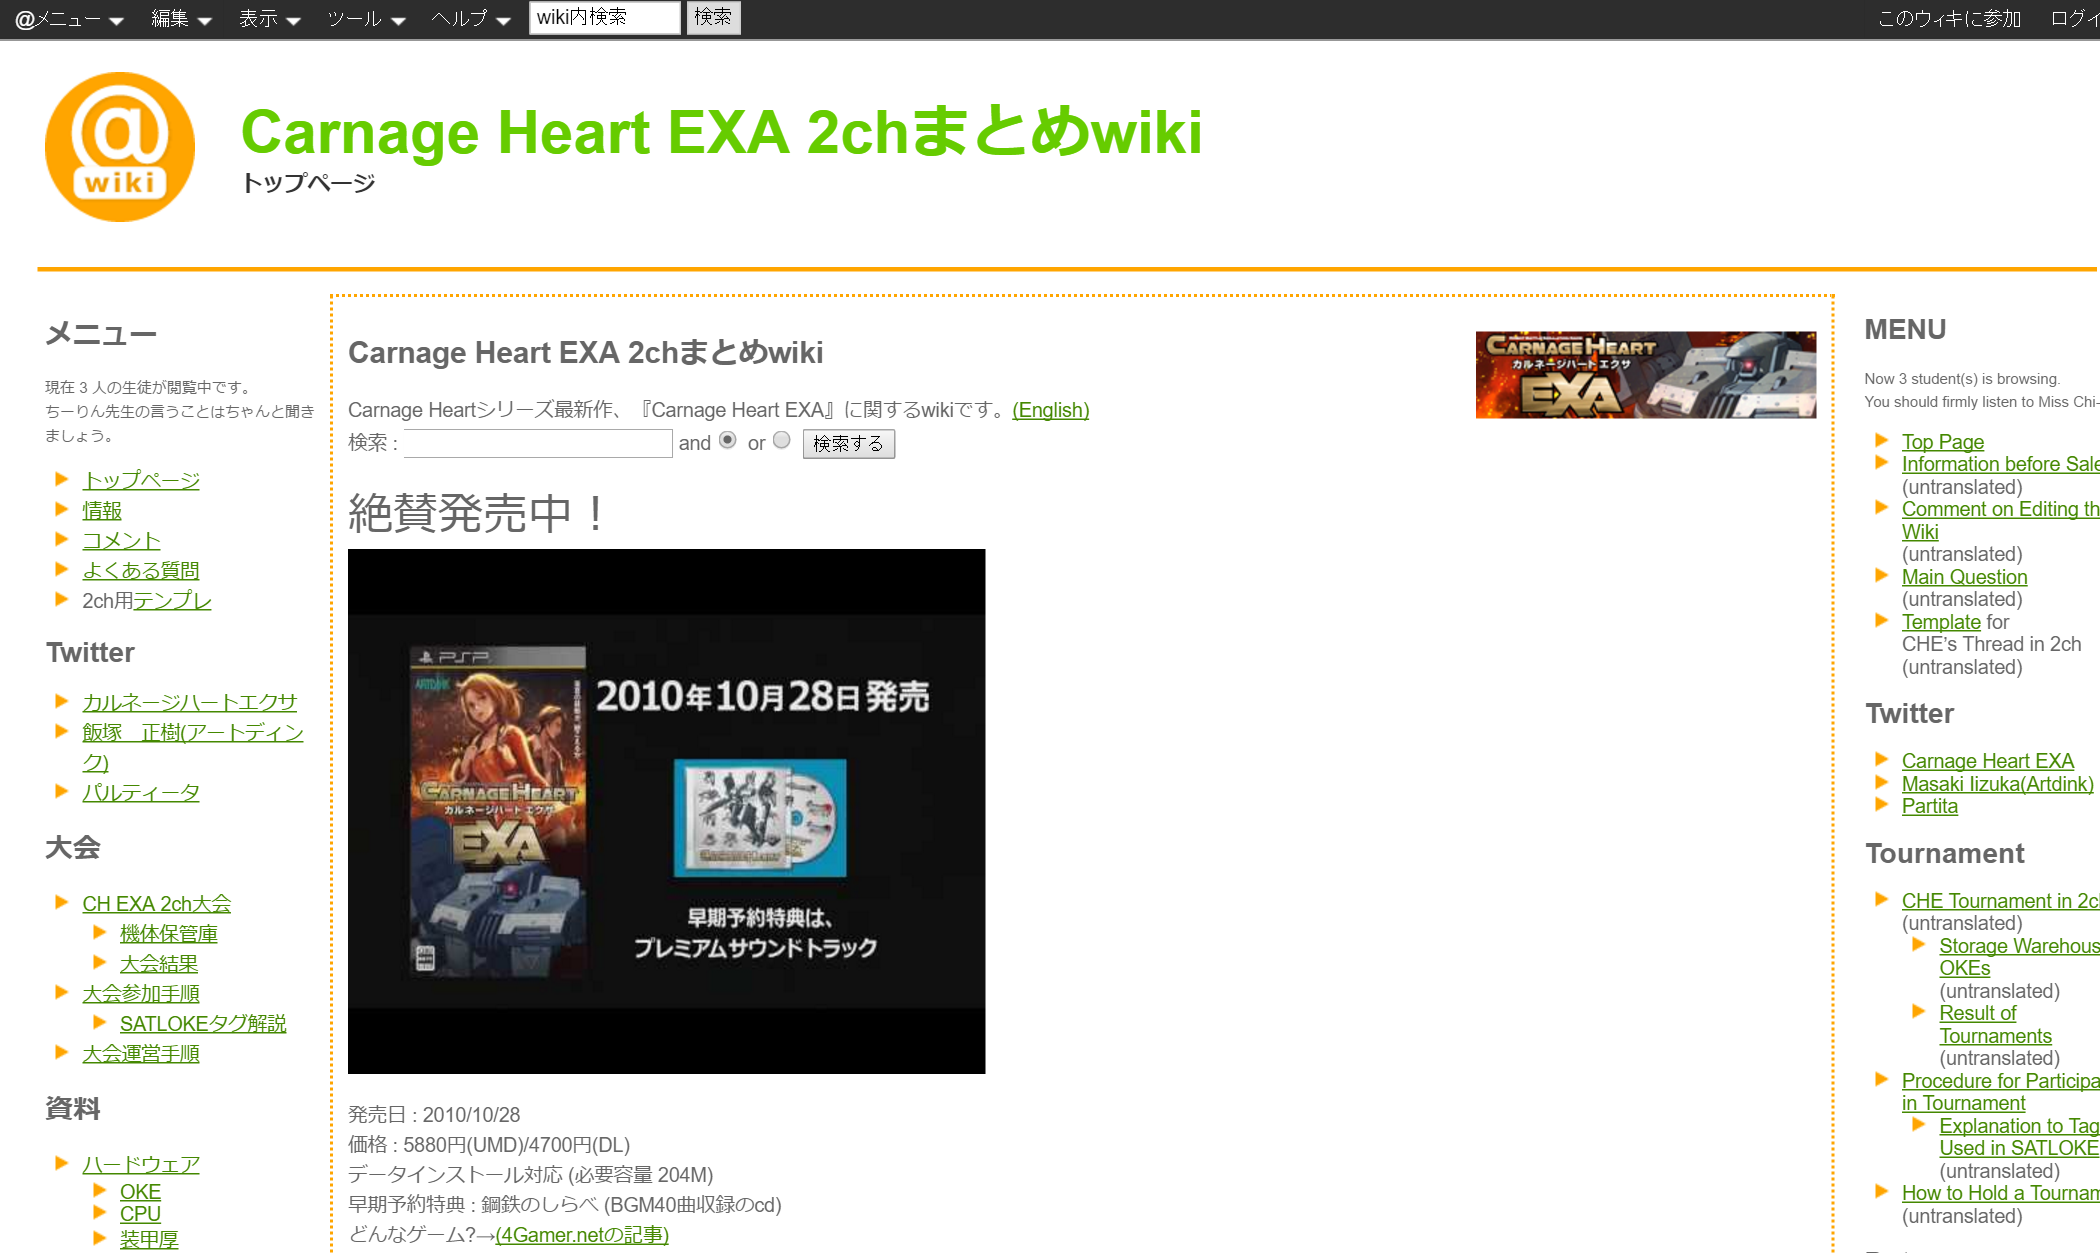 @メニュー 編集 表示 ツール ヘルプ wiki内検索 検索 このウィキに参加 ログイ
@
wiki
Carnage Heart EXA 2chまとめwiki
トップページ
メニュー
現在 3 人の生徒が閲覧中です。
ちーりん先生の言うことはちゃんと聞き
ましょう。
トップページ
情報
コメント
よくある質問
2ch用テンプレ
Twitter
カルネージハートエクサ
飯塚　正樹(アートディン
ク)
パルティータ
大会
CH EXA 2ch大会
機体保管庫
大会結果
大会参加手順
SATLOKEタグ解説
大会運営手順
資料
ハードウェア
OKE
CPU
装甲厚
Carnage Heart EXA 2chまとめwiki
CARNAGE HEART
カルネージハート エクサ
EXA
Carnage Heartシリーズ最新作、『Carnage Heart EXA』に関するwikiです。(English)
検索 : and or 検索する
絶賛発売中！
PSP
ARTDINK
CARNAGE HEART
カルネージハート エクサ
EXA
2010年10月28日発売
CARNAGE HEART
早期予約特典は、
プレミアムサウンドトラック
発売日 : 2010/10/28
価格 : 5880円(UMD)/4700円(DL)
データインストール対応 (必要容量 204M)
早期予約特典 : 鋼鉄のしらべ (BGM40曲収録のcd)
どんなゲーム?→(4Gamer.netの記事)
MENU
Now 3 student(s) is browsing.
You should firmly listen to Miss Chi-
Top Page
Information before Sale
(untranslated)
Comment on Editing th
Wiki
(untranslated)
Main Question
(untranslated)
Template for
CHE's Thread in 2ch
(untranslated)
Twitter
Carnage Heart EXA
Masaki Iizuka(Artdink)
Partita
Tournament
CHE Tournament in 2c
(untranslated)
Storage Warehous
OKEs
(untranslated)
Result of
Tournaments
(untranslated)
Procedure for Participa
in Tournament
Explanation to Tag
Used in SATLOKE
(untranslated)
How to Hold a Tournam
(untranslated)